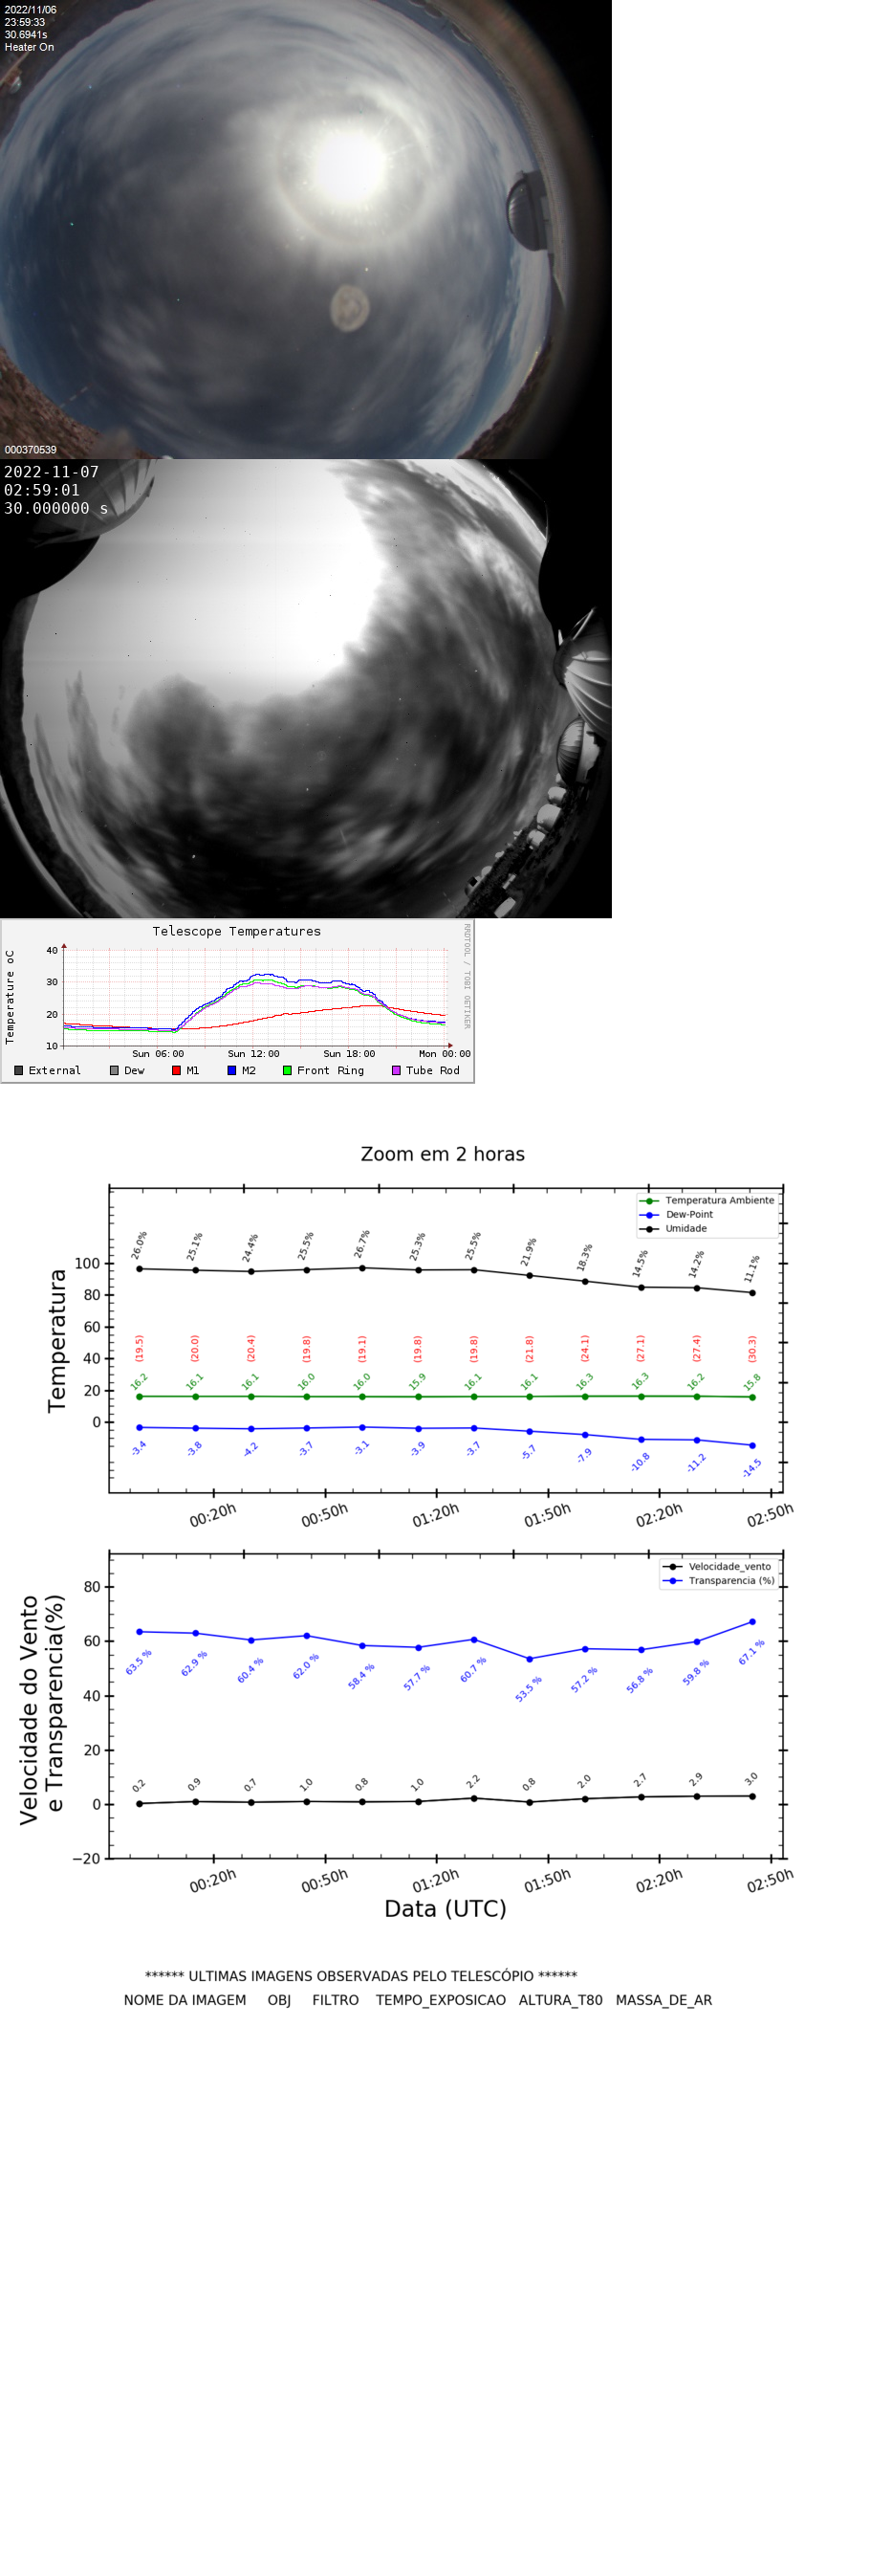 2022/11/06
23:59:33
30.6941s
Heater On
000370539
2022-11-07
02:59:01
30.000000 s
Telescope Temperatures
RRDTOOL / TOBI OETIKER
Temperature oC
40
30
20
10
Sun 06:00 Sun 12:00 Sun 18:00 Mon 00:00
External Dew M1 M2 Front Ring Tube Rod
Zoom em 2 horas
Temperatura Ambiente
Dew-Point
Umidade
Temperatura
100
80
60
40
20
0
26.0% 25.1% 24.4% 25.5% 26.7% 25.3% 25.5% 21.9% 18.3% 14.5% 14.2% 11.1%
(19.5) (20.0) (20.4) (19.8) (19.1) (19.8) (19.8) (21.8) (24.1) (27.1) (27.4) (30.3)
16.2 16.1 16.1 16.0 16.0 15.9 16.1 16.1 16.3 16.3 16.2 15.8
-3.4 -3.8 -4.2 -3.7 -3.1 -3.9 -3.7 -5.7 -7.9 -10.8 -11.2 -14.5
00:20h 00:50h 01:20h 01:50h 02:20h 02:50h
Velocidade_vento
Transparencia (%)
Velocidade do Vento
e Transparencia(%)
80
60
40
20
0
−20
63.5 % 62.9 % 60.4 % 62.0 % 58.4 % 57.7 % 60.7 % 53.5 % 57.2 % 56.8 % 59.8 % 67.1 %
0.2 0.9 0.7 1.0 0.8 1.0 2.2 0.8 2.0 2.7 2.9 3.0
00:20h 00:50h 01:20h 01:50h 02:20h 02:50h
Data (UTC)
****** ULTIMAS IMAGENS OBSERVADAS PELO TELESCÓPIO ******
NOME DA IMAGEM OBJ FILTRO TEMPO_EXPOSICAO ALTURA_T80 MASSA_DE_AR